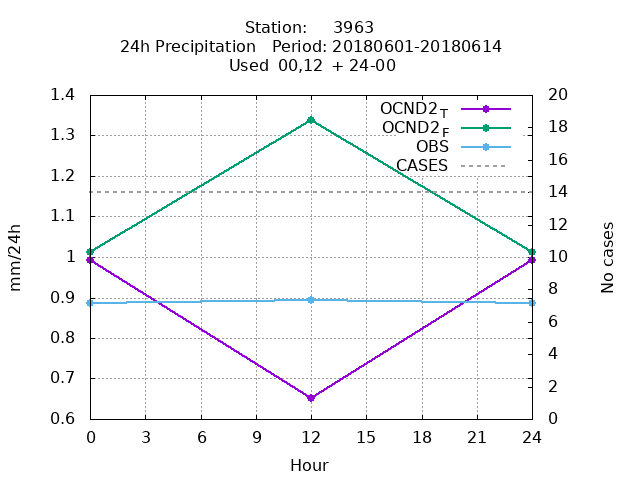 Station: 3963
24h Precipitation Period: 20180601-20180614
Used 00,12 + 24-00
1.4
1.3
1.2
1.1
1
0.9
0.8
0.7
0.6
mm/24h
OCND2T
OCND2F
OBS
CASES
20
18
16
14
12
10
8
6
4
2
0
No cases
0 3 6 9 12 15 18 21 24
Hour